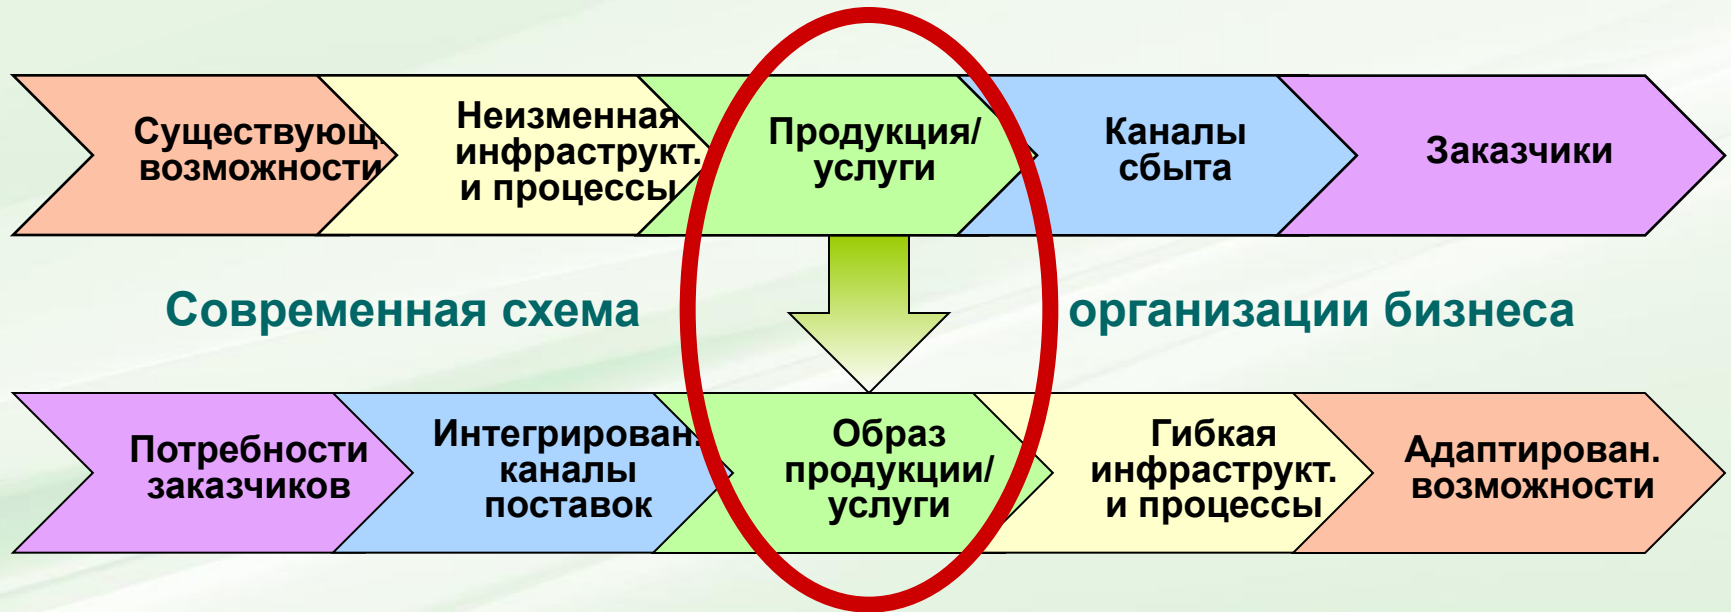 Существующ.
возможности
Неизменная
инфраструкт.
и процессы
Продукция/
услуги
Каналы
сбыта
Заказчики
Современная схема организации бизнеса
Потребности
заказчиков
Интегрирован.
каналы
поставок
Образ
продукции/
услуги
Гибкая
инфраструкт.
и процессы
Адаптирован.
возможности